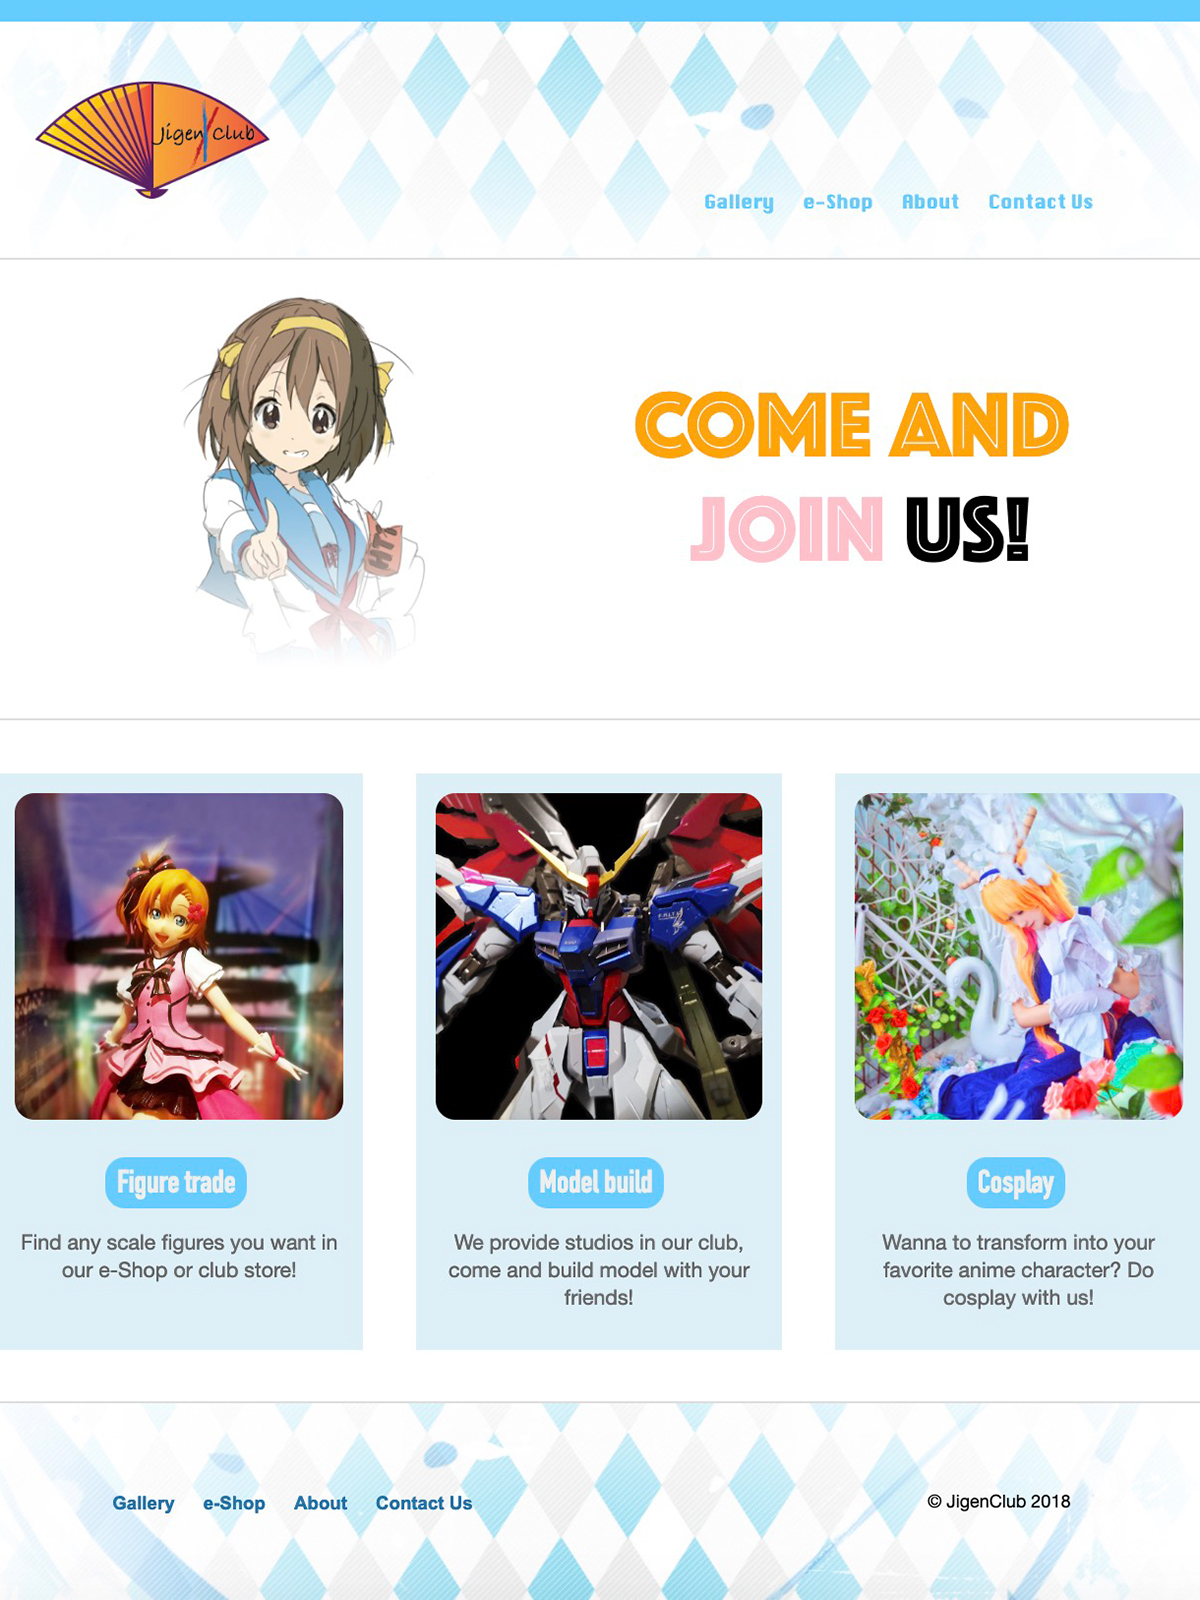 Jigen Club
Gallery e-Shop About Contact Us
COME AND
JOIN US!
Figure trade
Find any scale figures you want in
our e-Shop or club store!
Model build
We provide studios in our club,
come and build model with your
friends!
Cosplay
Wanna to transform into your
favorite anime character? Do
cosplay with us!
Gallery e-Shop About Contact Us
© JigenClub 2018